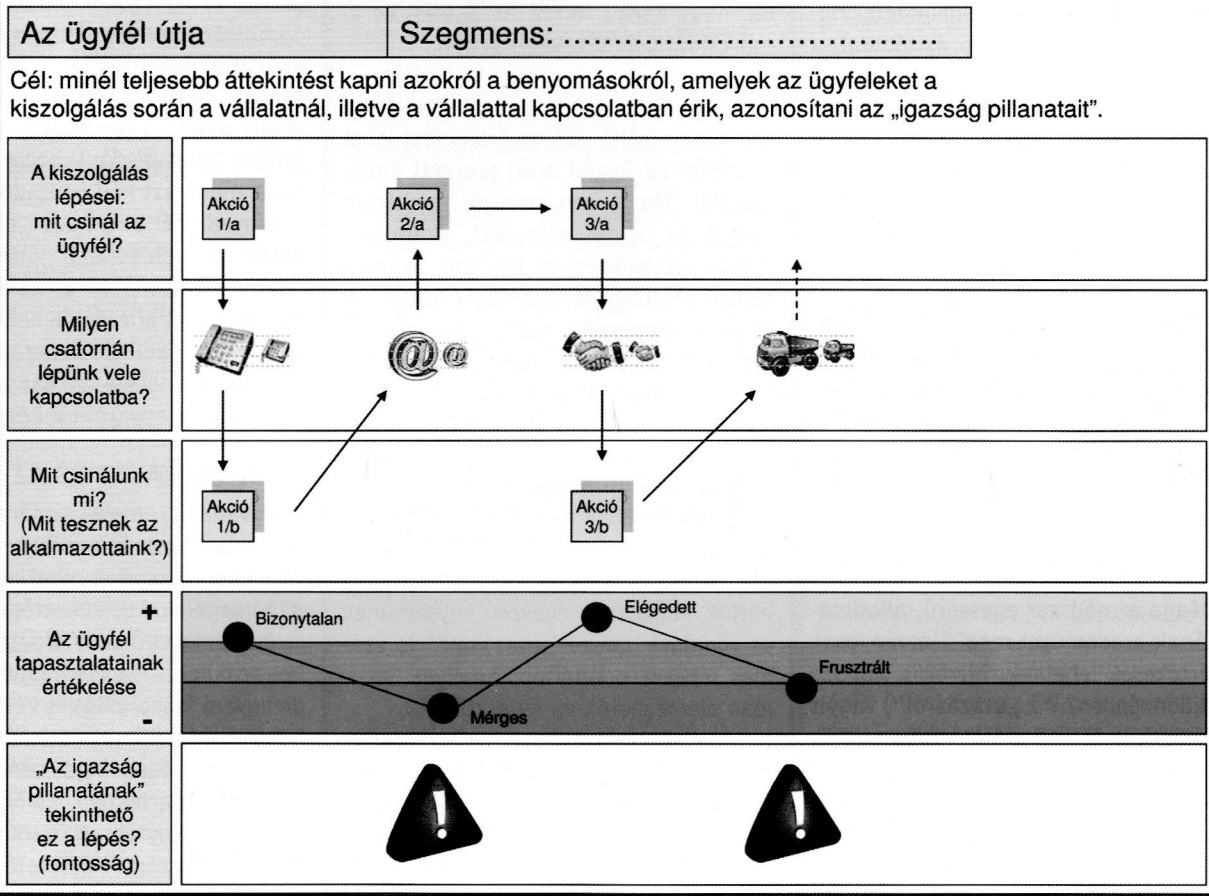 Az ügyfél útja
Szegmens: ......................................
Cél: minél teljesebb áttekintést kapni azokról a benyomásokról, amelyek az ügyfeleket a
kiszolgálás során a vállalatnál, illetve a vállalattal kapcsolatban érik, azonosítani az „igazság pillanatait”.
A kiszolgálás
lépései:
mit csinál az
ügyfél?
Akció
1/a
Akció
2/a
Akció
3/a
Milyen
csatornán
lépünk vele
kapcsolatba?
@ @
Mit csinálunk
mi?
(Mit tesznek az
alkalmazottaink?)
Akció
1/b
Akció
3/b
+
Az ügyfél
tapasztalatainak
értékelése
-
Bizonytalan
Mérges
Elégedett
Frusztrált
„Az igazság
pillanatának”
tekinthető
ez a lépés?
(fontosság)
!
!